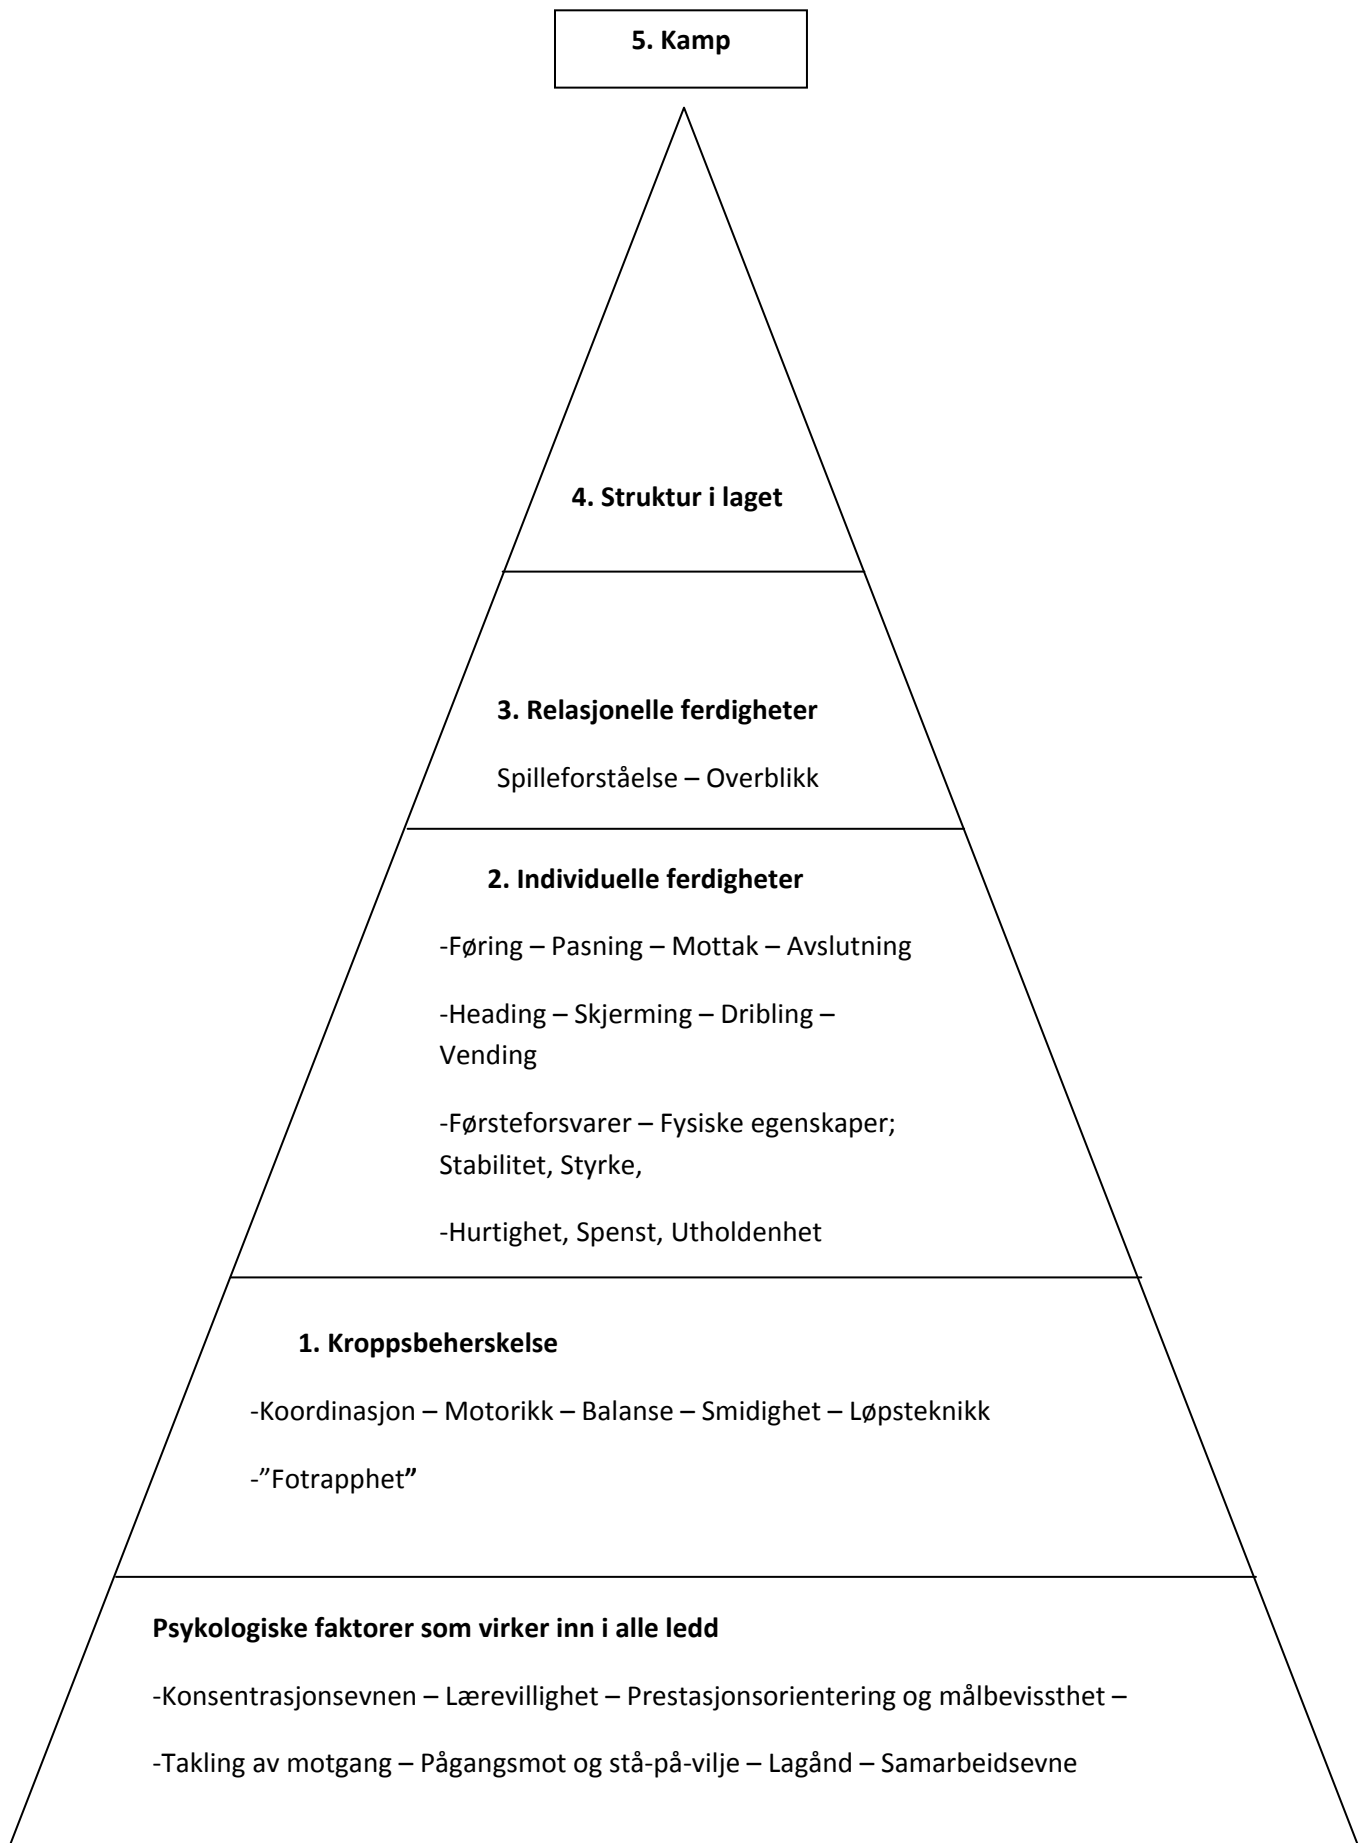 5. Kamp
4. Struktur i laget
3. Relasjonelle ferdigheter
Spilleforståelse – Overblikk
2. Individuelle ferdigheter
-Føring – Pasning – Mottak – Avslutning
-Heading – Skjerming – Dribling –
Vending
-Førsteforsvarer – Fysiske egenskaper;
Stabilitet, Styrke,
-Hurtighet, Spenst, Utholdenhet
1. Kroppsbeherskelse
-Koordinasjon – Motorikk – Balanse – Smidighet – Løpsteknikk
-”Fotrapphet”
Psykologiske faktorer som virker inn i alle ledd
-Konsentrasjonsevnen – Lærevillighet – Prestasjonsorientering og målbevissthet –
-Takling av motgang – Pågangsmot og stå-på-vilje – Lagånd – Samarbeidsevne